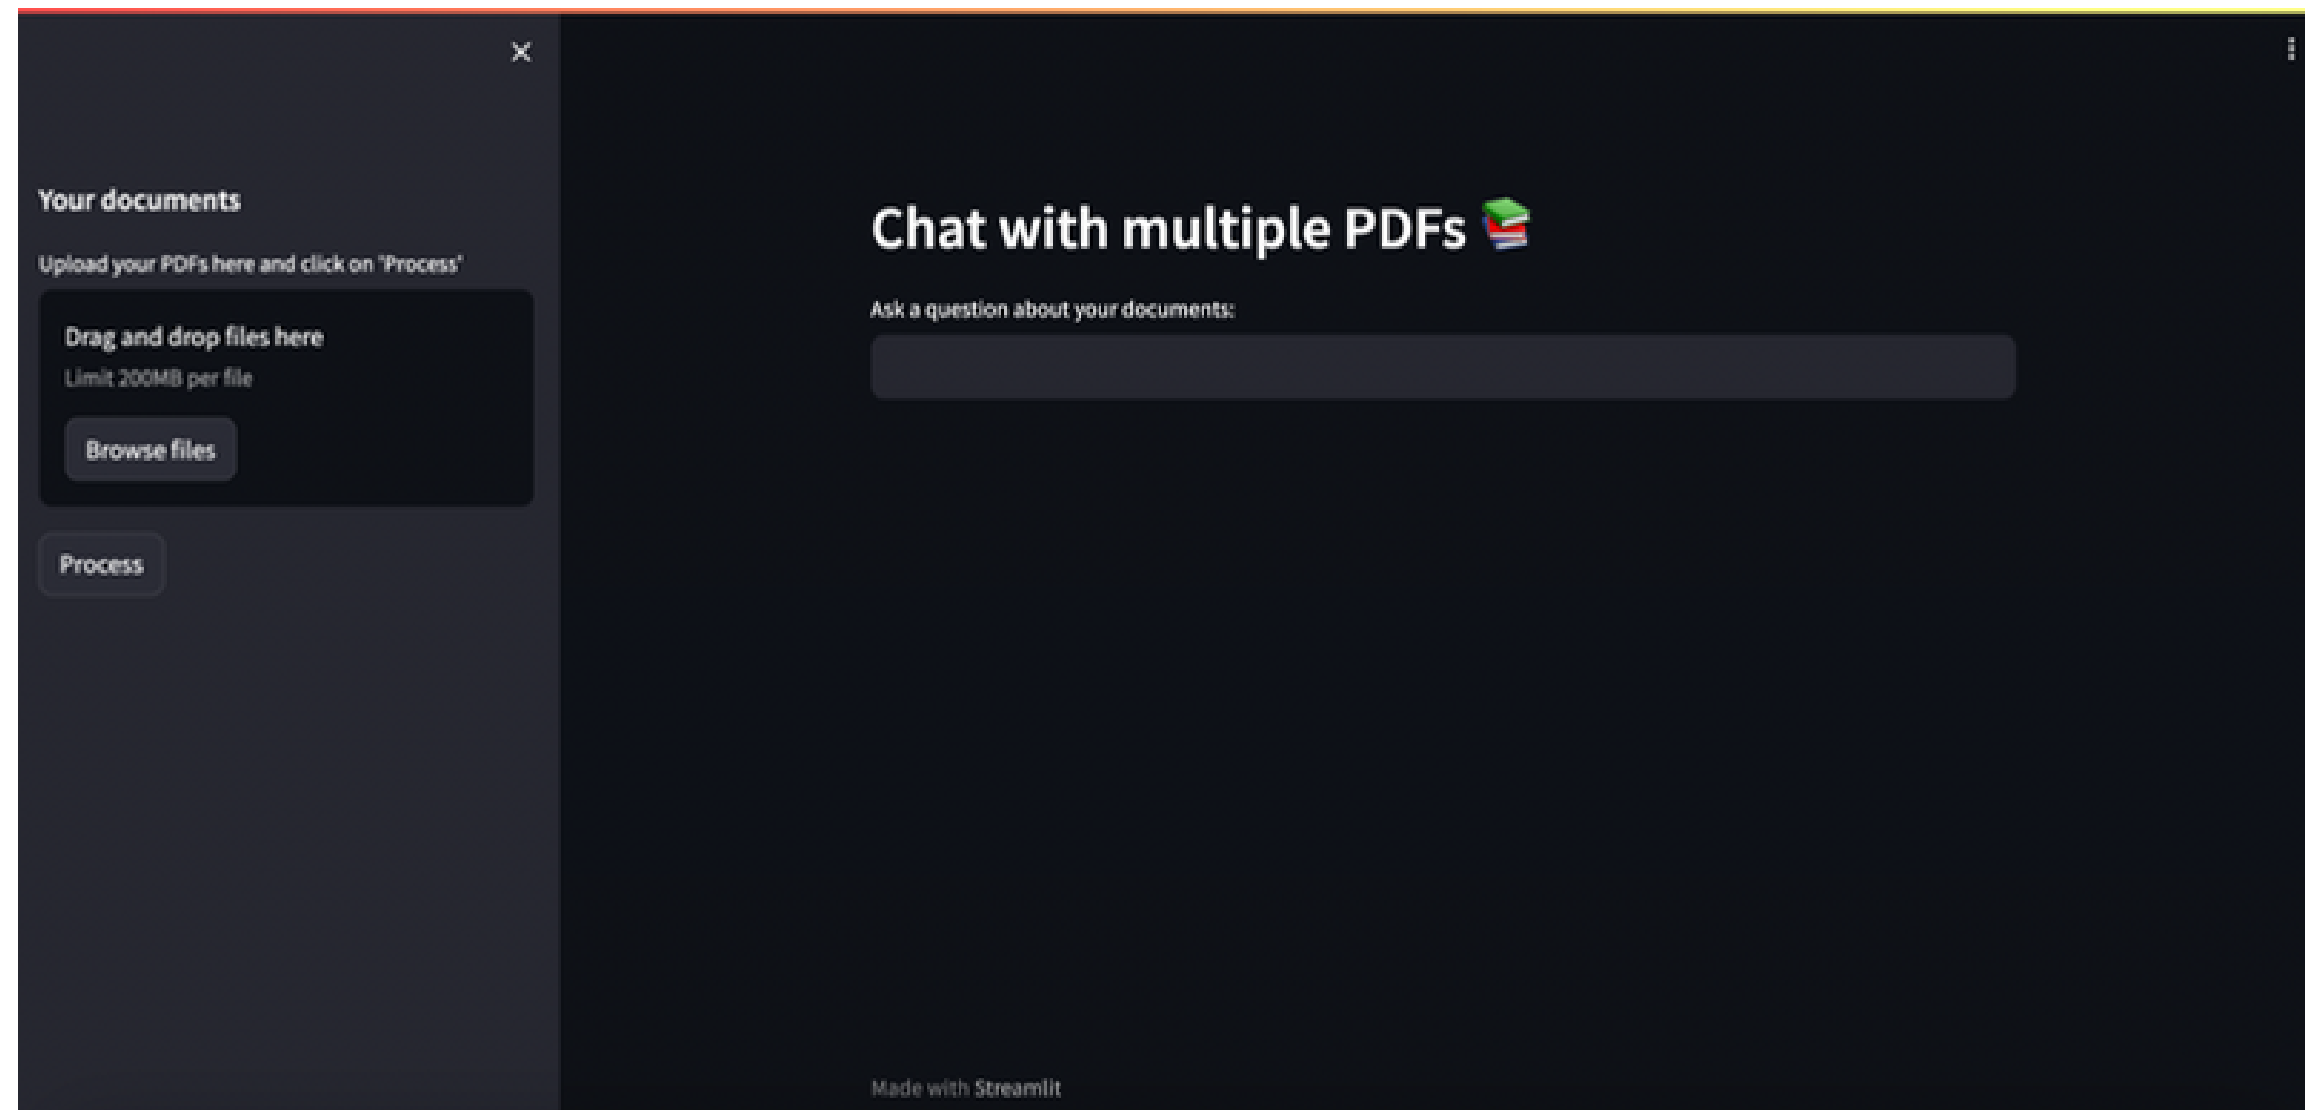 Your documents
Upload your PDFs here and click on 'Process'
Drag and drop files here
Limit 200MB per file
Browse files
Process
Chat with multiple PDFs 📚
Ask a question about your documents:
Made with Streamlit